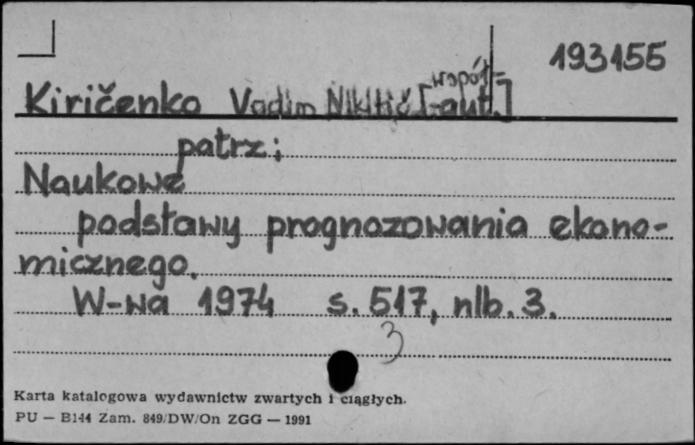 193155
Kiričenko Vadim Nikitič [współ-
aut.]
patrz:
Naukowe
podstawy prognozowania ekono-
micznego.
W-wa 1974 s. 517, nlb. 3.
3
Karta katalogowa wydawnictw zwartych i ciągłych.
PU — B144 Zam. 849/DW/On ZGG — 1991